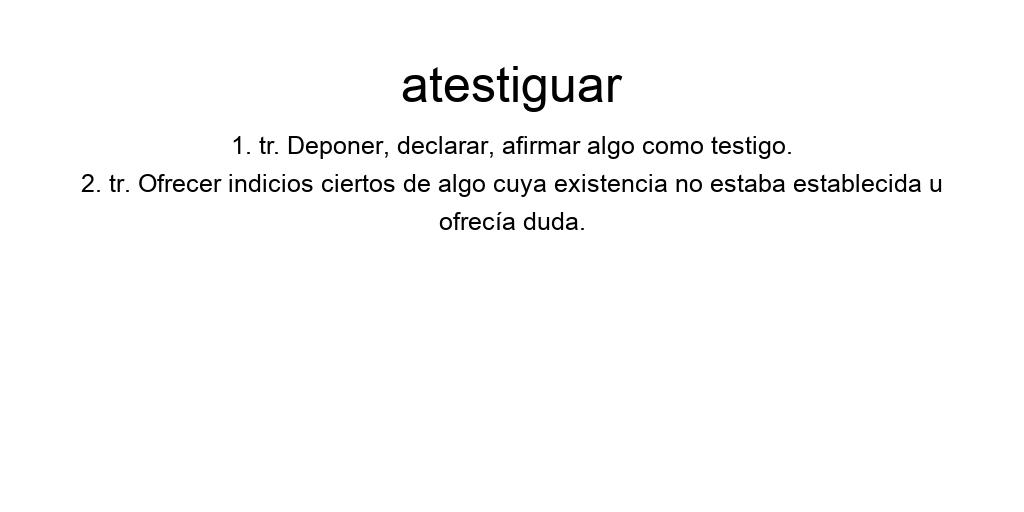 atestiguar
1. tr. Deponer, declarar, afirmar algo como testigo.
2. tr. Ofrecer indicios ciertos de algo cuya existencia no estaba establecida u
ofrecía duda.